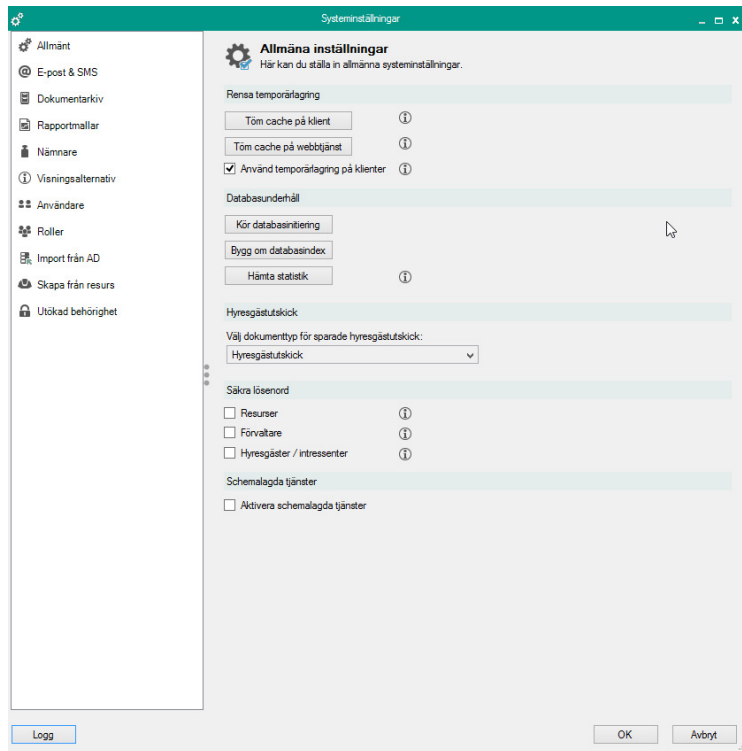 Systeminställningar
Allmänt
E-post & SMS
Dokumentarkiv
Rapportmallar
Nämnare
Visningsalternativ
Användare
Roller
Import från AD
Skapa från resurs
Utökad behörighet
Allmäna inställningar
Här kan du ställa in allmänna systeminställningar.
Rensa temporärlagring
Töm cache på klient
Töm cache på webbtjänst
Använd temporärlagring på klienter
Databasunderhåll
Kör databasinitiering
Bygg om databasindex
Hämta statistik
Hyresgästutskick
Välj dokumenttyp för sparade hyresgästutskick:
Hyresgästutskick
Säkra lösenord
Resurser
Förvaltare
Hyresgäster / intressenter
Schemalagda tjänster
Aktivera schemalagda tjänster
Logg
OK
Avbryt